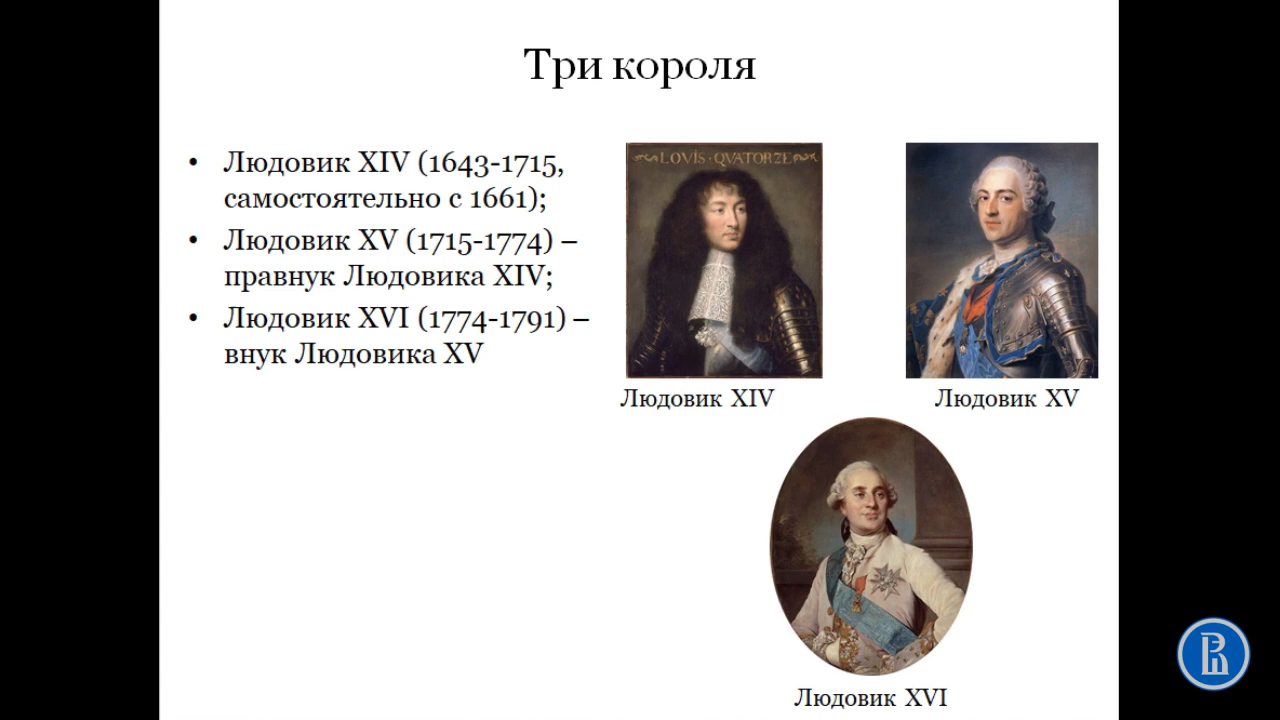 Три короля
• Людовик XIV (1643-1715,
самостоятельно с 1661);
• Людовик XV (1715-1774) –
правнук Людовика XIV;
• Людовик XVI (1774-1791) –
внук Людовика XV
LOVIS·QVATORZE
Людовик XIV
Людовик XV
Людовик XVI